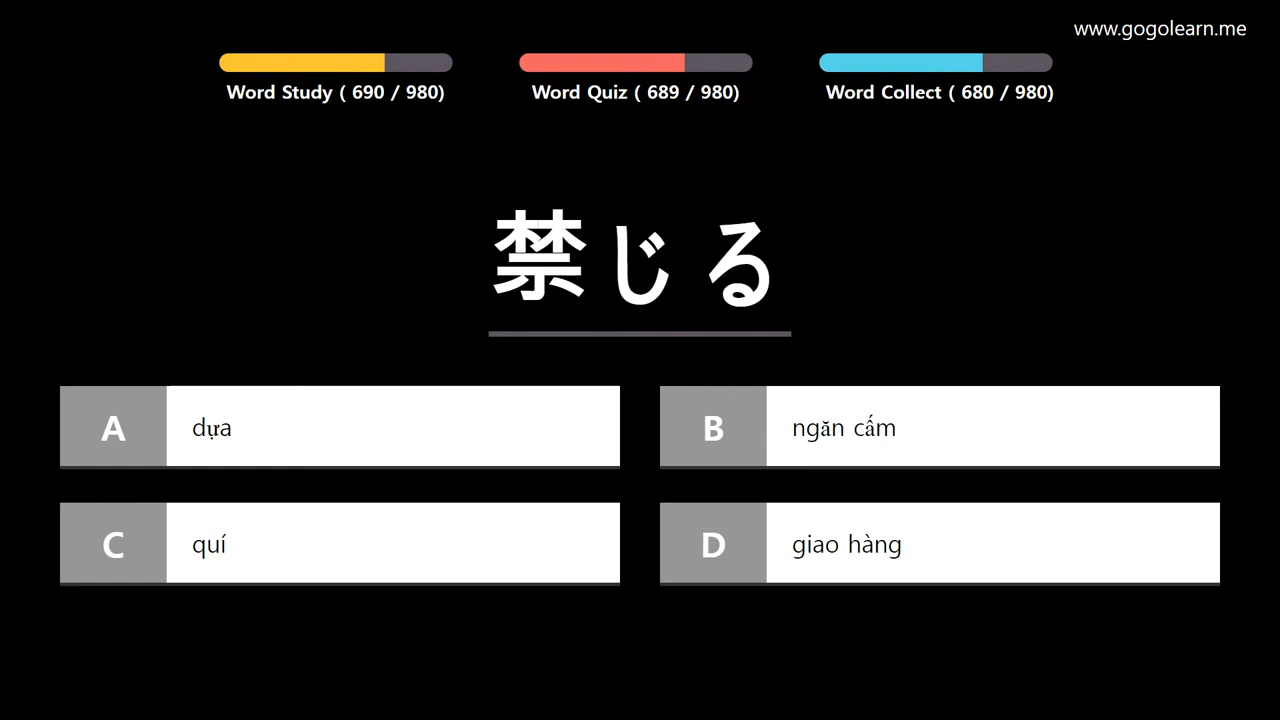 www.gogolearn.me
Word Study ( 690 / 980)
Word Quiz ( 689 / 980)
Word Collect ( 680 / 980)
禁じる
A dựa
B ngăn cấm
C quí
D giao hàng